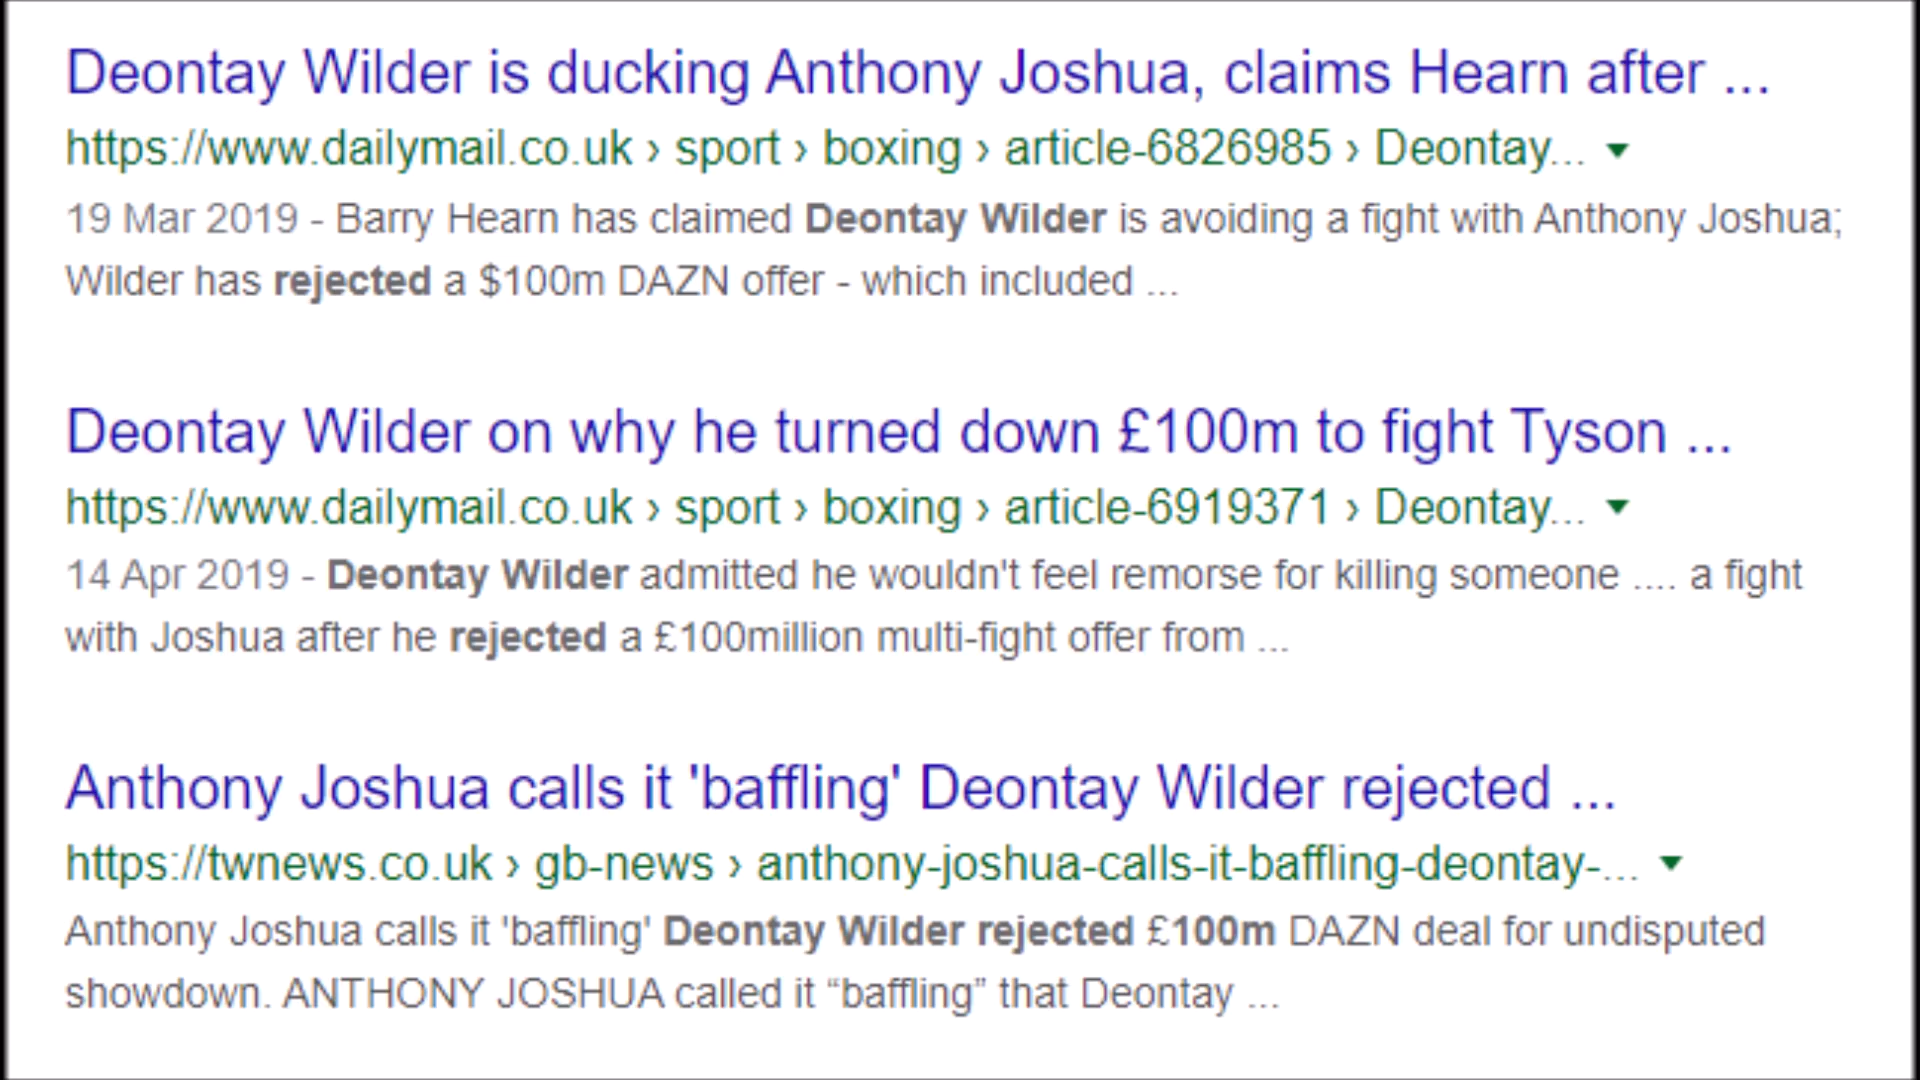 Deontay Wilder is ducking Anthony Joshua, claims Hearn after ...
https://www.dailymail.co.uk › sport › boxing › article-6826985 › Deontay... ▼
19 Mar 2019 - Barry Hearn has claimed Deontay Wilder is avoiding a fight with Anthony Joshua;
Wilder has rejected a $100m DAZN offer - which included ...
Deontay Wilder on why he turned down £100m to fight Tyson ...
https://www.dailymail.co.uk › sport › boxing › article-6919371 › Deontay... ▼
14 Apr 2019 - Deontay Wilder admitted he wouldn't feel remorse for killing someone .... a fight
with Joshua after he rejected a £100million multi-fight offer from ...
Anthony Joshua calls it 'baffling' Deontay Wilder rejected ...
https://twnews.co.uk › gb-news › anthony-joshua-calls-it-baffling-deontay-... ▼
Anthony Joshua calls it 'baffling' Deontay Wilder rejected £100m DAZN deal for undisputed
showdown. ANTHONY JOSHUA called it “baffling” that Deontay ...